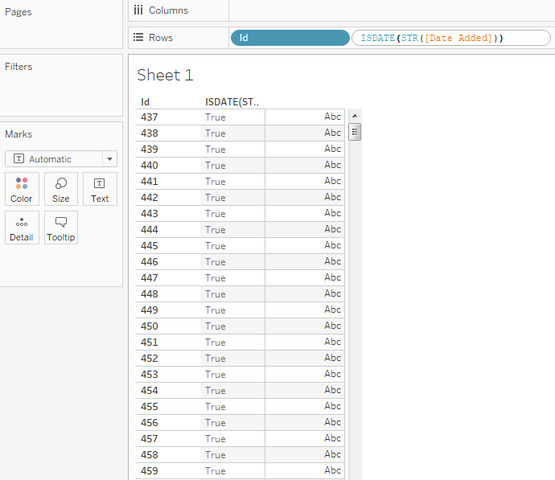 Pages
Columns
Rows
Id
ISDATE(STR([Date Added]))
Filters
Marks
Automatic
Color
Size
Text
Detail
Tooltip
Sheet 1
Id ISDATE(ST..
437 True Abc
438 True Abc
439 True Abc
440 True Abc
441 True Abc
442 True Abc
443 True Abc
444 True Abc
445 True Abc
446 True Abc
447 True Abc
448 True Abc
449 True Abc
450 True Abc
451 True Abc
452 True Abc
453 True Abc
454 True Abc
455 True Abc
456 True Abc
457 True Abc
458 True Abc
459 True Abc